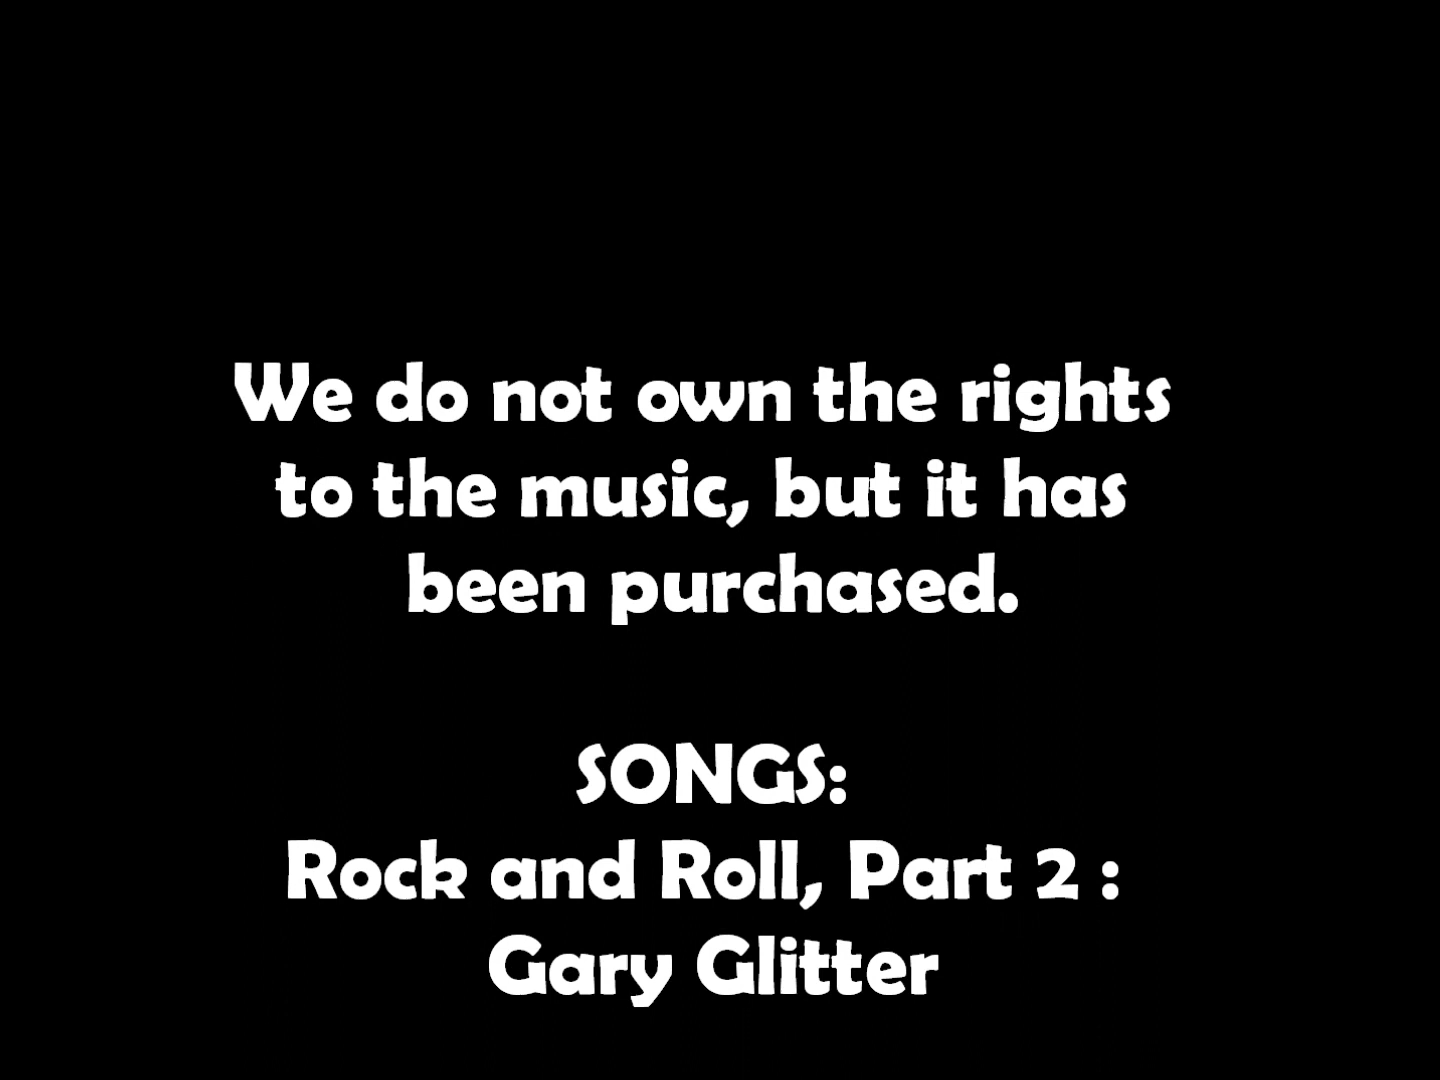 We do not own the rights
to the music, but it has
been purchased.
SONGS:
Rock and Roll, Part 2 :
Gary Glitter